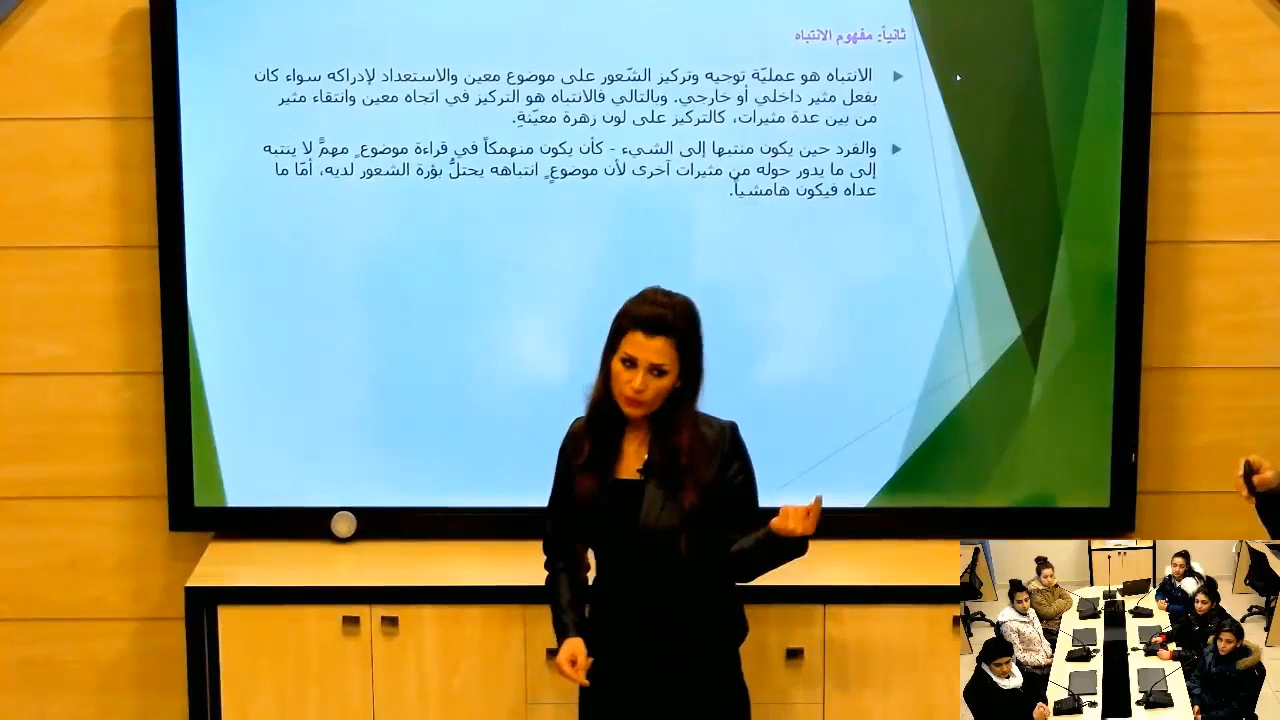 ثانياً: مفهوم الانتباه
الانتباه هو عمليّة توجيه وتركيز الشّعور على موضوع معين والاستعداد لإدراكه سواء كان
بفعل مثير داخلي أو خارجي. وبالتالي فالانتباه هو التركيز في اتجاه معين وانتقاء مثير
من بين عدة مثيرات، كالتركيز على لون زهرة معيّنةِ.
والفرد حين يكون منتبها إلى الشيء - كأن يكون منهمكاً في قراءة موضوعٍ مهمٍّ لا ينتبه
إلى ما يدور حوله من مثيرات آخرى لأن موضوعٍ انتباهه يحتلُّ بؤرة الشعور لديه، أمّا ما
عداه فيكون هامشياً.